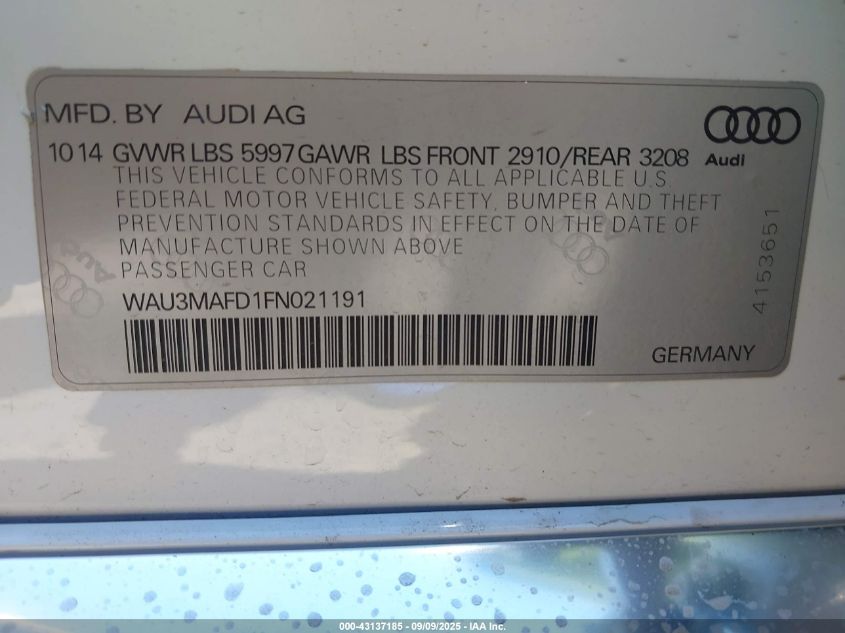 MFD. BY AUDI AG
10 14 GVWR LBS 5997 GAWR LBS FRONT 2910/REAR 3208
Audi
THIS VEHICLE CONFORMS TO ALL APPLICABLE U.S.
FEDERAL MOTOR VEHICLE SAFETY, BUMPER AND THEFT
PREVENTION STANDARDS IN EFFECT ON THE DATE OF
MANUFACTURE SHOWN ABOVE
PASSENGER CAR
WAU3MAFD1FN021191
4153651
GERMANY
Audi
000-43137185 - 09/09/2025 - IAA Inc.